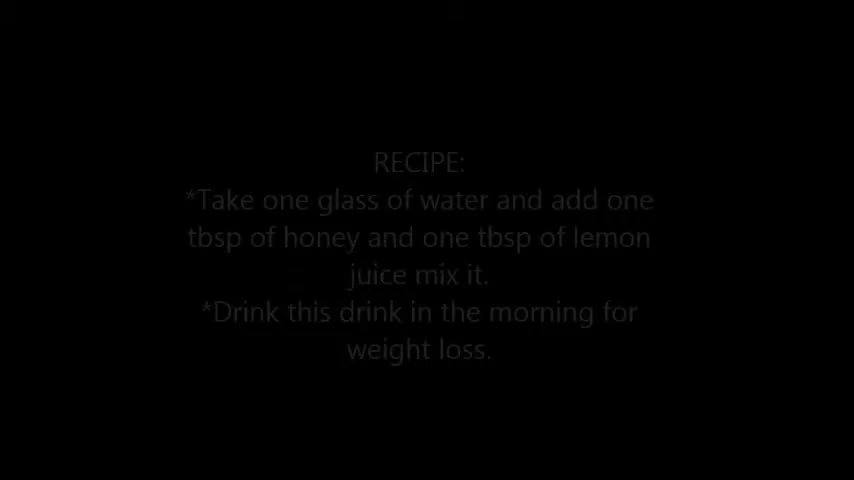 RECIPE:
*Take one glass of water and add one
tbsp of honey and one tbsp of lemon
juice mix it.
*Drink this drink in the morning for
weight loss.